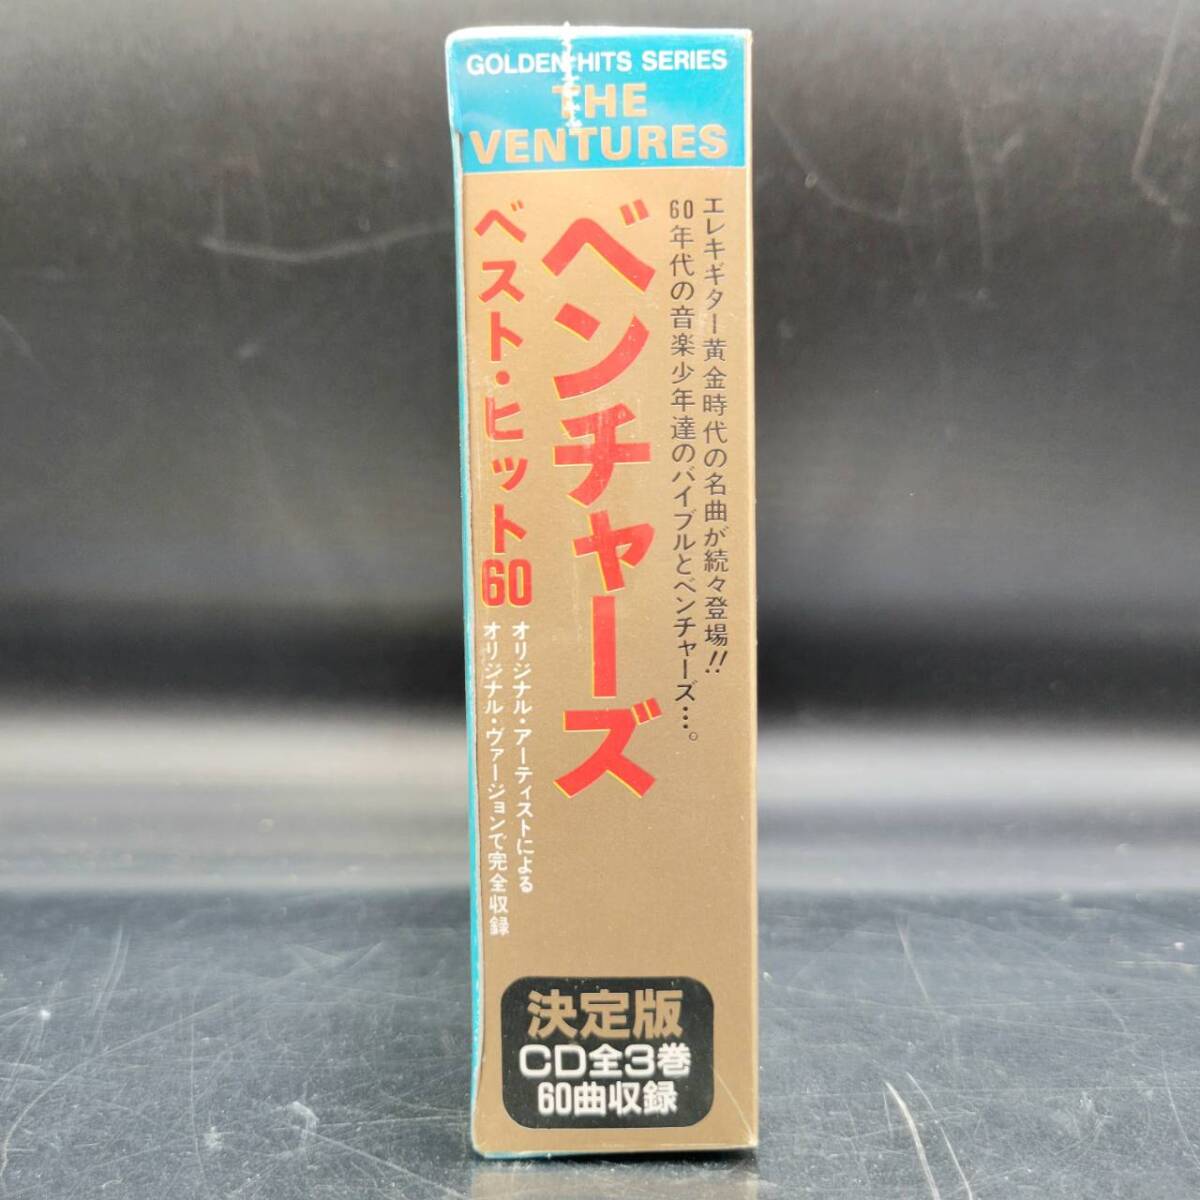 GOLDEN HITS SERIES
THE
VENTURES
エレキギター黄金時代の名曲が続々登場!!
60年代の音楽少年達のバイブルとベンチャーズ…。
ベンチャーズ
ベスト・ヒット60
オリジナル・アーティストによる
オリジナル・ヴァージョンで完全収録
決定版
CD全3巻
60曲収録